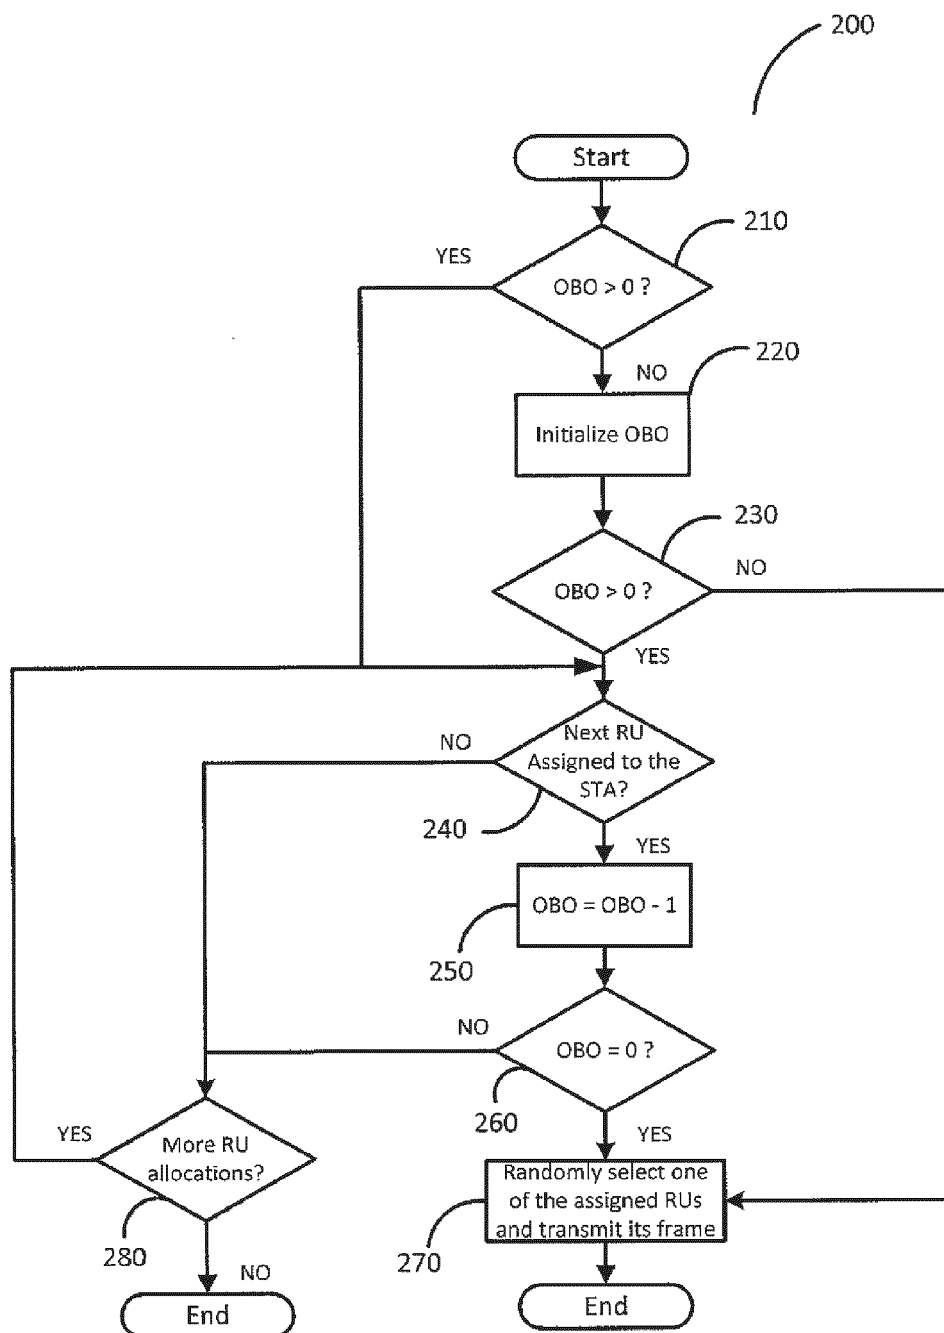 200
Start
210
YES
OBO > 0 ?
NO
220
Initialize OBO
230
OBO > 0 ?
NO
YES
Next RU
Assigned to the
STA?
NO
240
YES
OBO = OBO - 1
250
NO
OBO = 0 ?
260
YES
YES
More RU
allocations?
280
Randomly select one
of the assigned RUs
and transmit its frame
270
NO
End
End